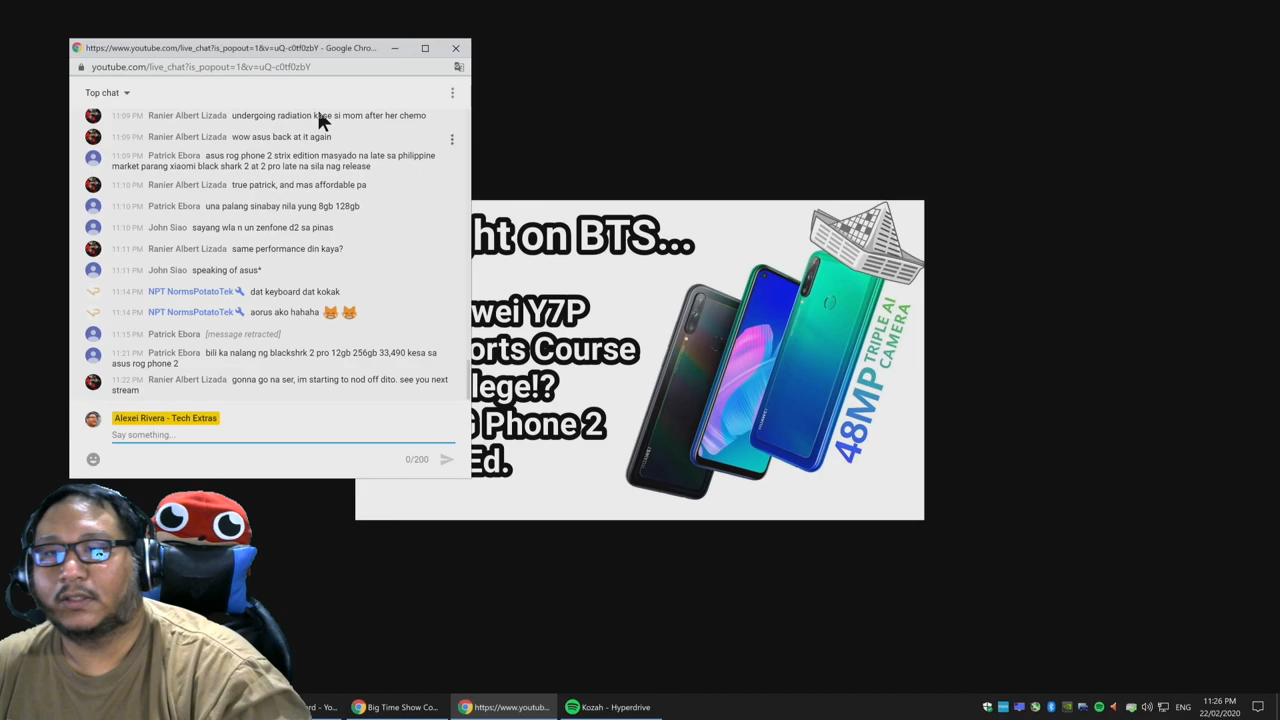 https://www.youtube.com/live_chat?is_popout=1&v=uQ-c0tf0zbY - Google Chro...
youtube.com/live_chat?is_popout=1&v=uQ-c0tf0zbY
Top chat
11:09 PM Ranier Albert Lizada undergoing radiation kase si mom after her chemo
11:09 PM Ranier Albert Lizada wow asus back at it again
11:09 PM Patrick Ebora asus rog phone 2 strix edition masyado na late sa philippine
market parang xiaomi black shark 2 at 2 pro late na sila nag release
11:10 PM Ranier Albert Lizada true patrick, and mas affordable pa
11:10 PM Patrick Ebora una palang sinabay nila yung 8gb 128gb
11:10 PM John Siao sayang wla n un zenfone d2 sa pinas
11:11 PM Ranier Albert Lizada same performance din kaya?
11:11 PM John Siao speaking of asus*
11:14 PM NPT NormsPotatoTek dat keyboard dat kokak
11:14 PM NPT NormsPotatoTek aorus ako hahaha
11:15 PM Patrick Ebora [message retracted]
11:21 PM Patrick Ebora bili ka nalang ng blackshrk 2 pro 12gb 256gb 33,490 kesa sa
asus rog phone 2
11:22 PM Ranier Albert Lizada gonna go na ser, im starting to nod off dito. see you next
stream
Alexei Rivera - Tech Extras
Say something...
0/200
ht on BTS...
wei Y7P
orts Course
lege!?
Phone 2
Ed.
48MP TRIPLE AI
CAMERA
HUAWEI
HUAWEI
HUAWEI
rd - Yo...
Big Time Show Co...
https://www.youtub...
Kozah - Hyperdrive
ENG
11:26 PM
22/02/2020